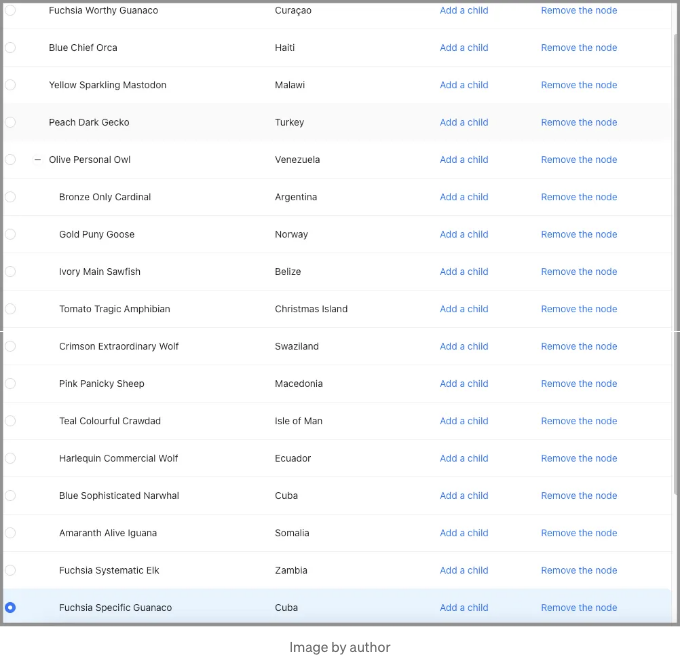 Fuchsia Worthy Guanaco Curaçao Add a child Remove the node
Blue Chief Orca Haiti Add a child Remove the node
Yellow Sparkling Mastodon Malawi Add a child Remove the node
Peach Dark Gecko Turkey Add a child Remove the node
– Olive Personal Owl Venezuela Add a child Remove the node
Bronze Only Cardinal Argentina Add a child Remove the node
Gold Puny Goose Norway Add a child Remove the node
Ivory Main Sawfish Belize Add a child Remove the node
Tomato Tragic Amphibian Christmas Island Add a child Remove the node
Crimson Extraordinary Wolf Swaziland Add a child Remove the node
Pink Panicky Sheep Macedonia Add a child Remove the node
Teal Colourful Crawdad Isle of Man Add a child Remove the node
Harlequin Commercial Wolf Ecuador Add a child Remove the node
Blue Sophisticated Narwhal Cuba Add a child Remove the node
Amaranth Alive Iguana Somalia Add a child Remove the node
Fuchsia Systematic Elk Zambia Add a child Remove the node
Fuchsia Specific Guanaco Cuba Add a child Remove the node
Image by author